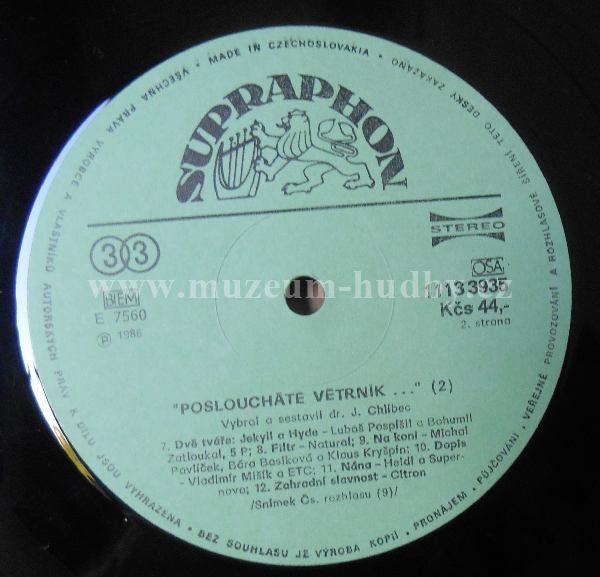 VŠECHNA PRÁVA VÝROBCE A VLASTNÍKŮ AUTORSKÝCH PRÁV K DÍLU JSOU VYHRAZENA • BEZ SOUHLASU JE VÝROBA KOPIÍ • PRONÁJEM • PŮJČOVÁNÍ • VEŘEJNÉ PROVOZOVÁNÍ A ROZHLASOVÉ ŠÍŘENÍ TÉTO DESKY ZAKÁZÁNO • MADE IN CZECHOSLOVAKIA •
SUPRAPHON
33
STEREO
BIEM
OSA
E 7560
1113 3935
Ⓟ 1986
Kčs 44,-
2. strana
www.muzeum-hudby.cz
"POSLOUCHÁTE VĚTRNÍK ..." (2)
Vybral a sestavil dr. J. Chlíbec
7. Dvě tváře: Jekyll a Hyde - Luboš Pospíšil a Bohumil
Zatloukal, 5 P; 8. Filtr - Natural; 9. Na koni - Michal
Pavlíček, Bára Basiková a Klaus Kryšpín; 10. Dopis
- Vladimír Mišík a ETC; 11. Nána - Heidi a Super-
nova; 12. Zahradní slavnost - Citron
/Snímek Čs. rozhlasu (9)/